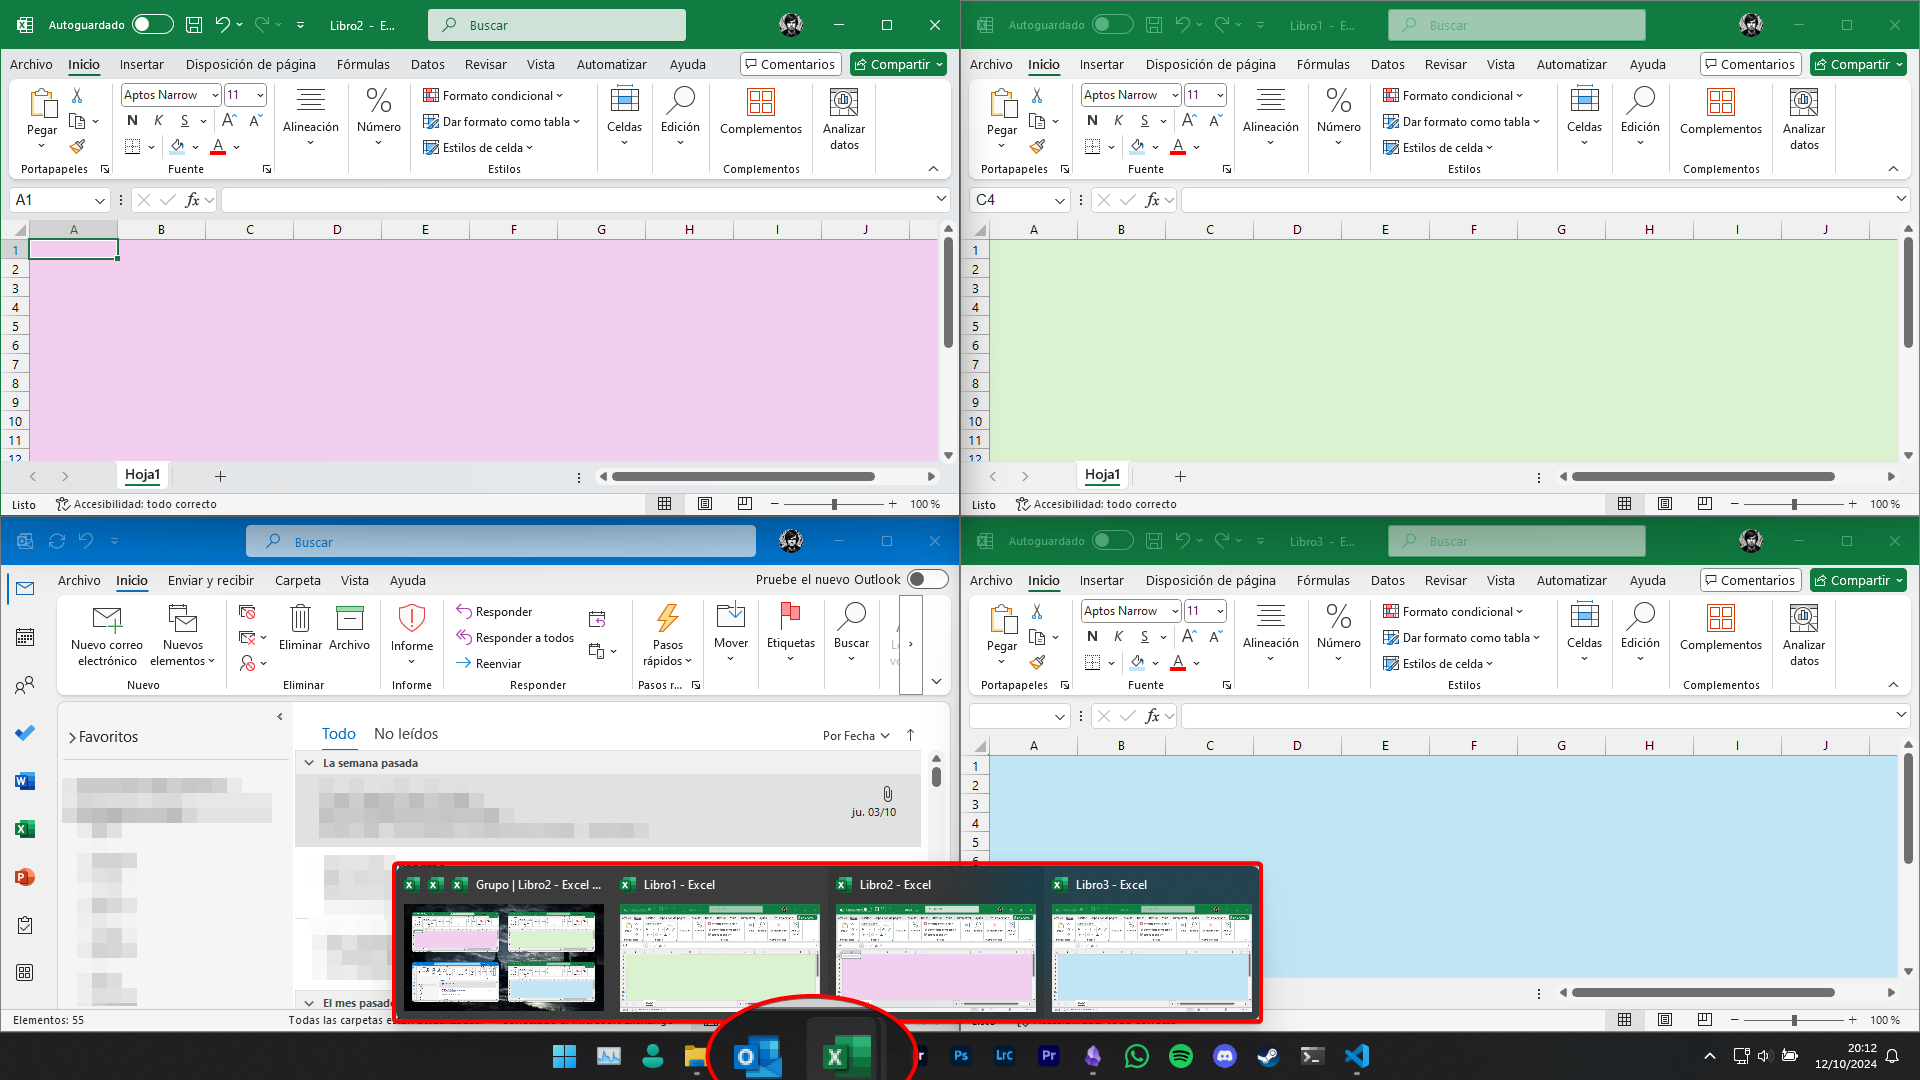 Autoguardado
Libro2 - E...
Buscar
Archivo Inicio Insertar Disposición de página Fórmulas Datos Revisar Vista Automatizar Ayuda Comentarios Compartir
Pegar
Portapapeles
Aptos Narrow 11
N K S
Fuente
Alineación
Número
Formato condicional
Dar formato como tabla
Estilos de celda
Estilos
Celdas
Edición
Complementos
Complementos
Analizar
datos
A1
fx
A B C D E F G H I J
1
2
3
4
5
6
7
8
9
10
11
12
Hoja1
Listo Accesibilidad: todo correcto 100 %
Autoguardado
Libro1 - E...
Buscar
Archivo Inicio Insertar Disposición de página Fórmulas Datos Revisar Vista Automatizar Ayuda Comentarios Compartir
Pegar
Portapapeles
Aptos Narrow 11
N K S
Fuente
Alineación
Número
Formato condicional
Dar formato como tabla
Estilos de celda
Estilos
Celdas
Edición
Complementos
Complementos
Analizar
datos
C4
fx
A B C D E F G H I J
1
2
3
4
5
6
7
8
9
10
11
12
Hoja1
Listo Accesibilidad: todo correcto 100 %
Buscar
Archivo Inicio Enviar y recibir Carpeta Vista Ayuda
Pruebe el nuevo Outlook
Nuevo correo
electrónico
Nuevos
elementos
Nuevo
Eliminar
Archivo
Eliminar
Informe
Informe
Responder
Responder a todos
Reenviar
Responder
Pasos
rápidos
Pasos r...
Mover
Etiquetas
Buscar
Favoritos
Todo No leídos
Por Fecha
La semana pasada
ju. 03/10
El mes pasado
Elementos: 55
Todas las carpetas
Autoguardado
Libro3 - E...
Buscar
Archivo Inicio Insertar Disposición de página Fórmulas Datos Revisar Vista Automatizar Ayuda Comentarios Compartir
Pegar
Portapapeles
Aptos Narrow 11
N K S
Fuente
Alineación
Número
Formato condicional
Dar formato como tabla
Estilos de celda
Estilos
Celdas
Edición
Complementos
Complementos
Analizar
datos
fx
A B C D E F G H I J
1
2
3
4
5
100 %
Grupo | Libro2 - Excel ...
Libro1 - Excel
Libro2 - Excel
Libro3 - Excel
Ps
Lrc
Pr
20:12
12/10/2024